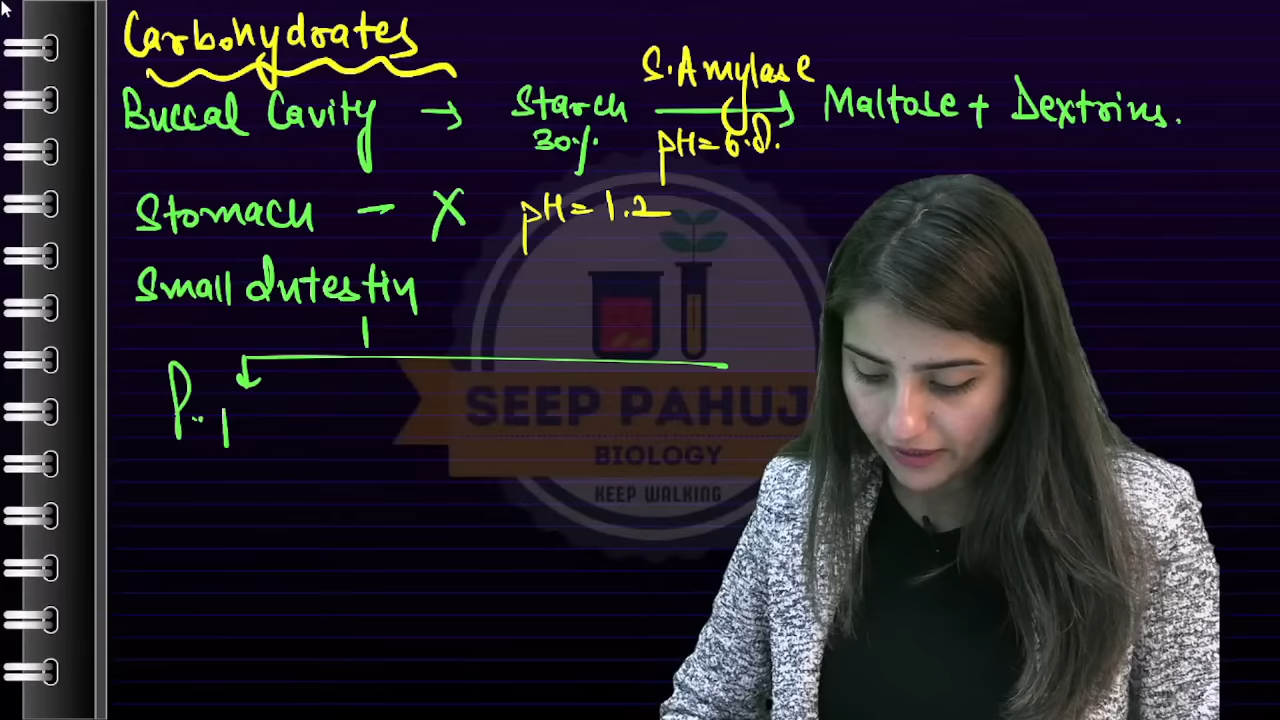 Carbohydrates
S.Amylase
Buccal Cavity → Starch → Maltose + Dextrins.
30%
pH = 6.8.
Stomach - X pH = 1.2
Small Intestin
P
SEEP PAHUJ
BIOLOGY
KEEP WALKING